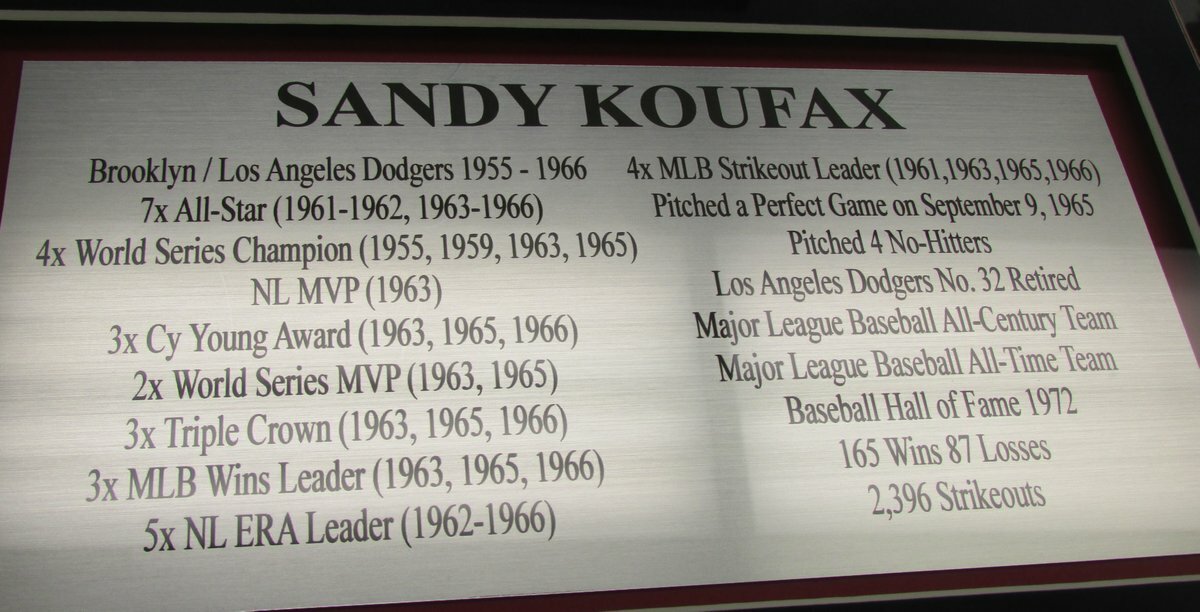 SANDY KOUFAX
Brooklyn / Los Angeles Dodgers 1955 - 1966
7x All-Star (1961-1962, 1963-1966)
4x World Series Champion (1955, 1959, 1963, 1965)
NL MVP (1963)
3x Cy Young Award (1963, 1965, 1966)
2x World Series MVP (1963, 1965)
3x Triple Crown (1963, 1965, 1966)
3x MLB Wins Leader (1963, 1965, 1966)
5x NL ERA Leader (1962-1966)
4x MLB Strikeout Leader (1961,1963,1965,1966)
Pitched a Perfect Game on September 9, 1965
Pitched 4 No-Hitters
Los Angeles Dodgers No. 32 Retired
Major League Baseball All-Century Team
Major League Baseball All-Time Team
Baseball Hall of Fame 1972
165 Wins 87 Losses
2,396 Strikeouts